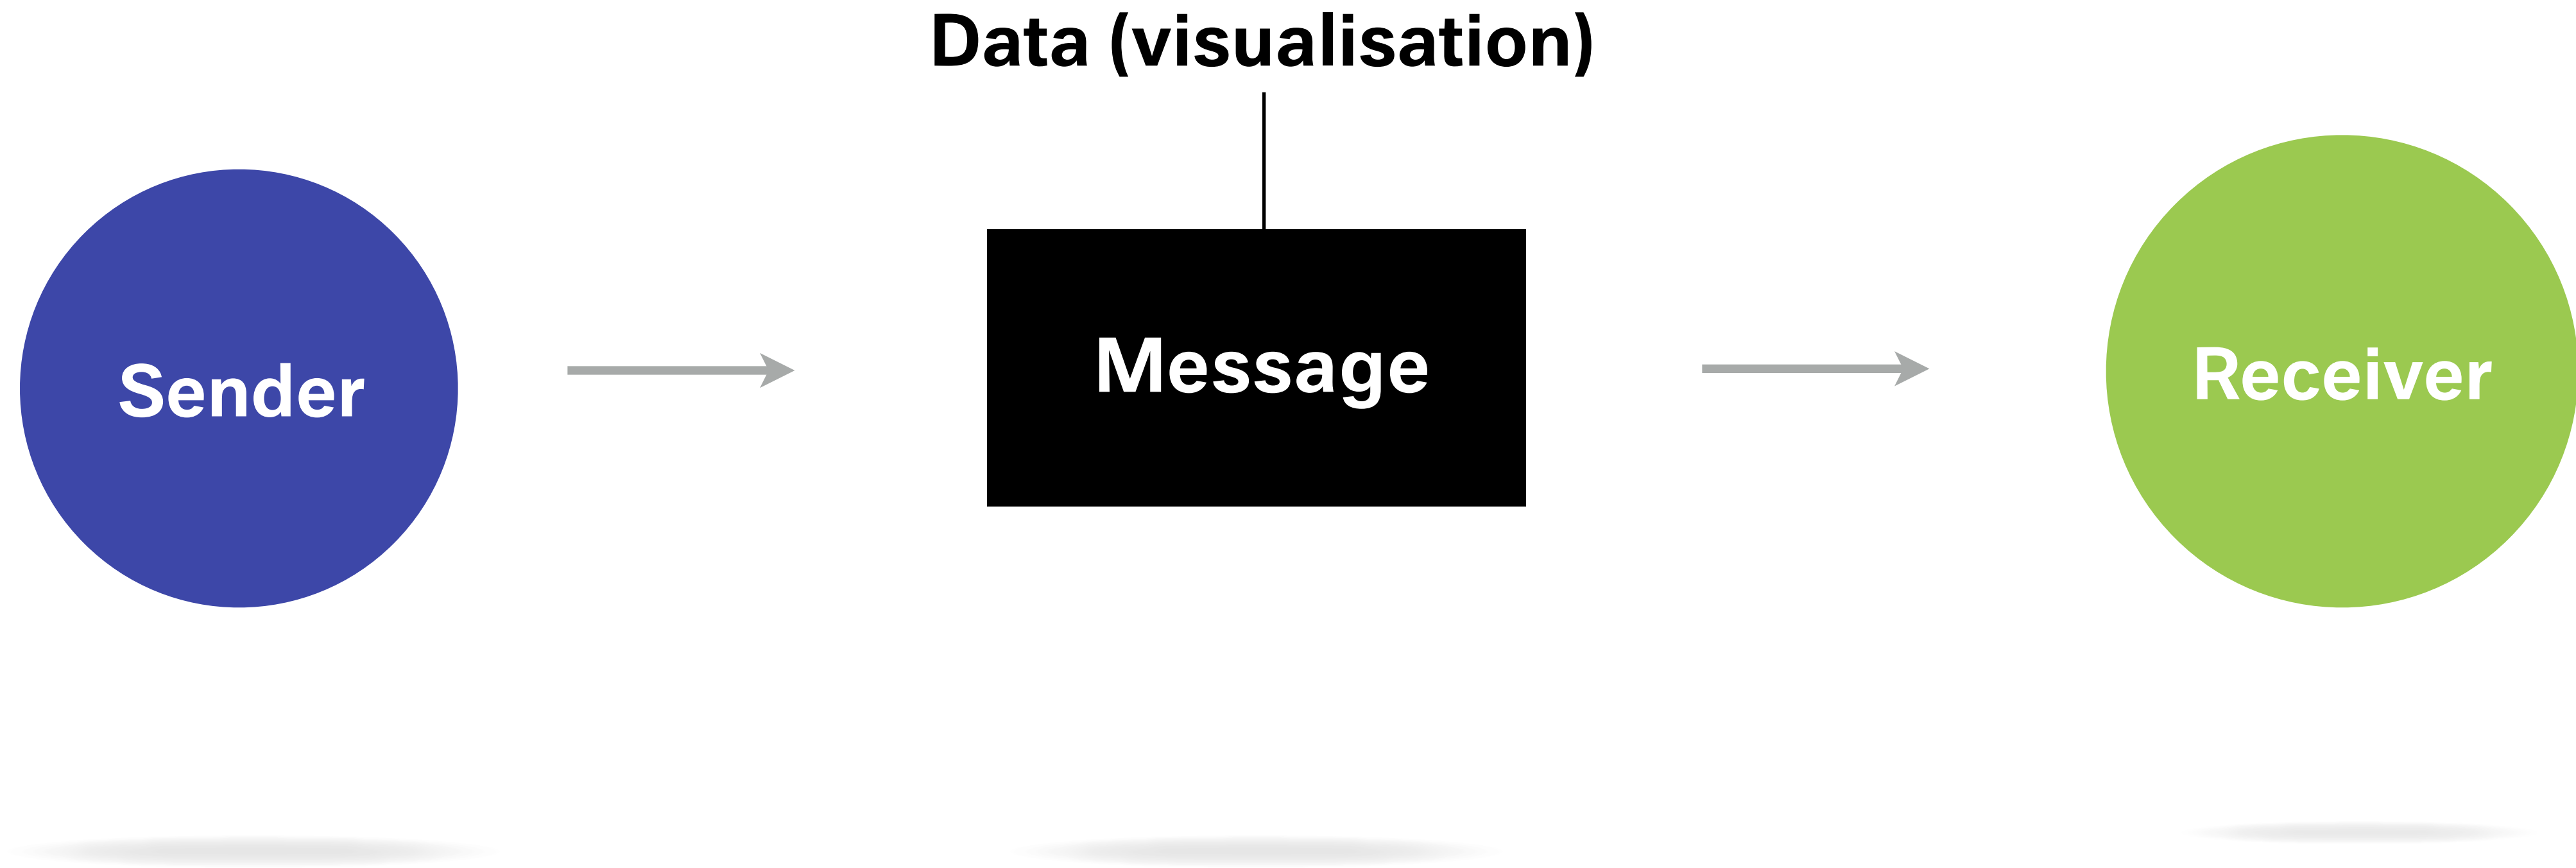 Data (visualisation)
Sender
Message
Receiver